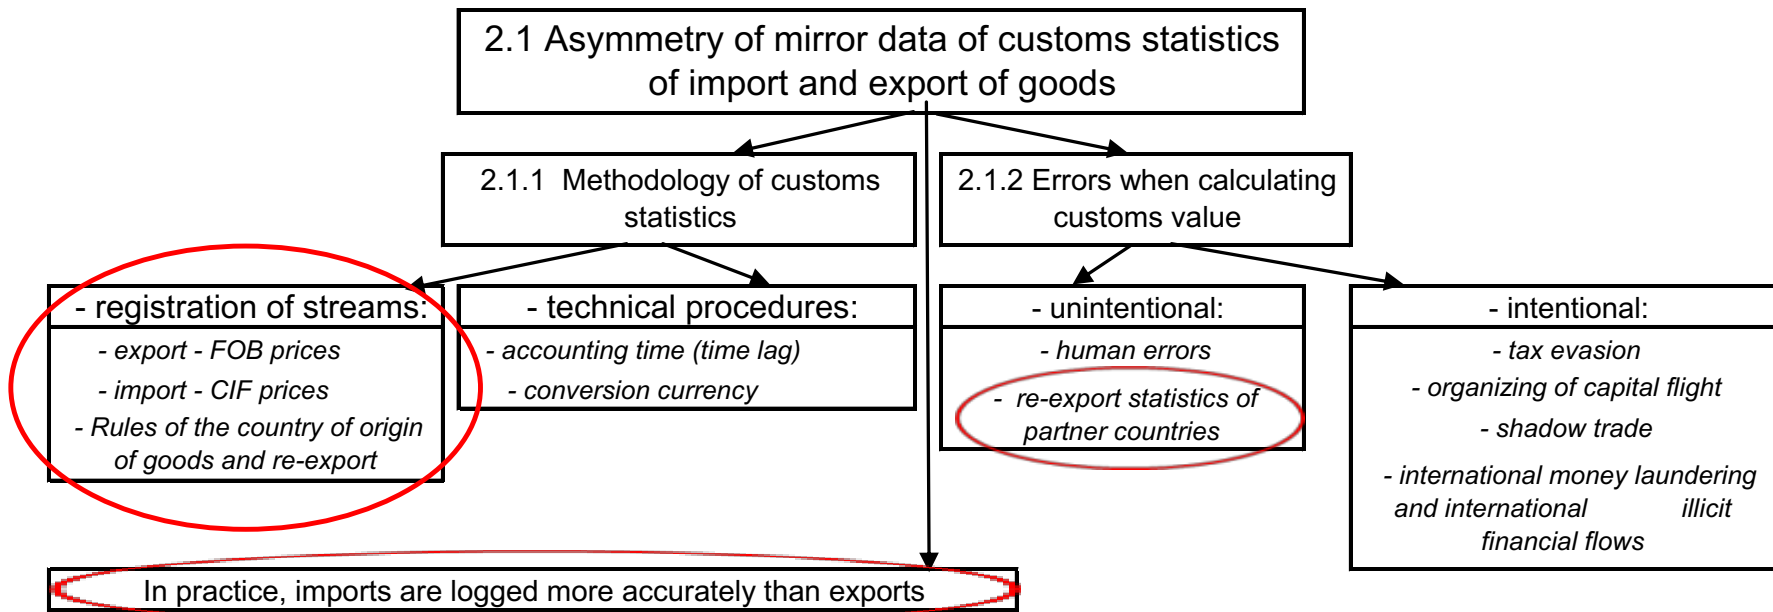 2.1 Asymmetry of mirror data of customs statistics
of import and export of goods
2.1.1 Methodology of customs
statistics
2.1.2 Errors when calculating
customs value
- registration of streams:
- export - FOB prices
- import - CIF prices
- Rules of the country of origin
of goods and re-export
- technical procedures:
- accounting time (time lag)
- conversion currency
- unintentional:
- human errors
- re-export statistics of
partner countries
- intentional:
- tax evasion
- organizing of capital flight
- shadow trade
- international money laundering
and international illicit
financial flows
In practice, imports are logged more accurately than exports